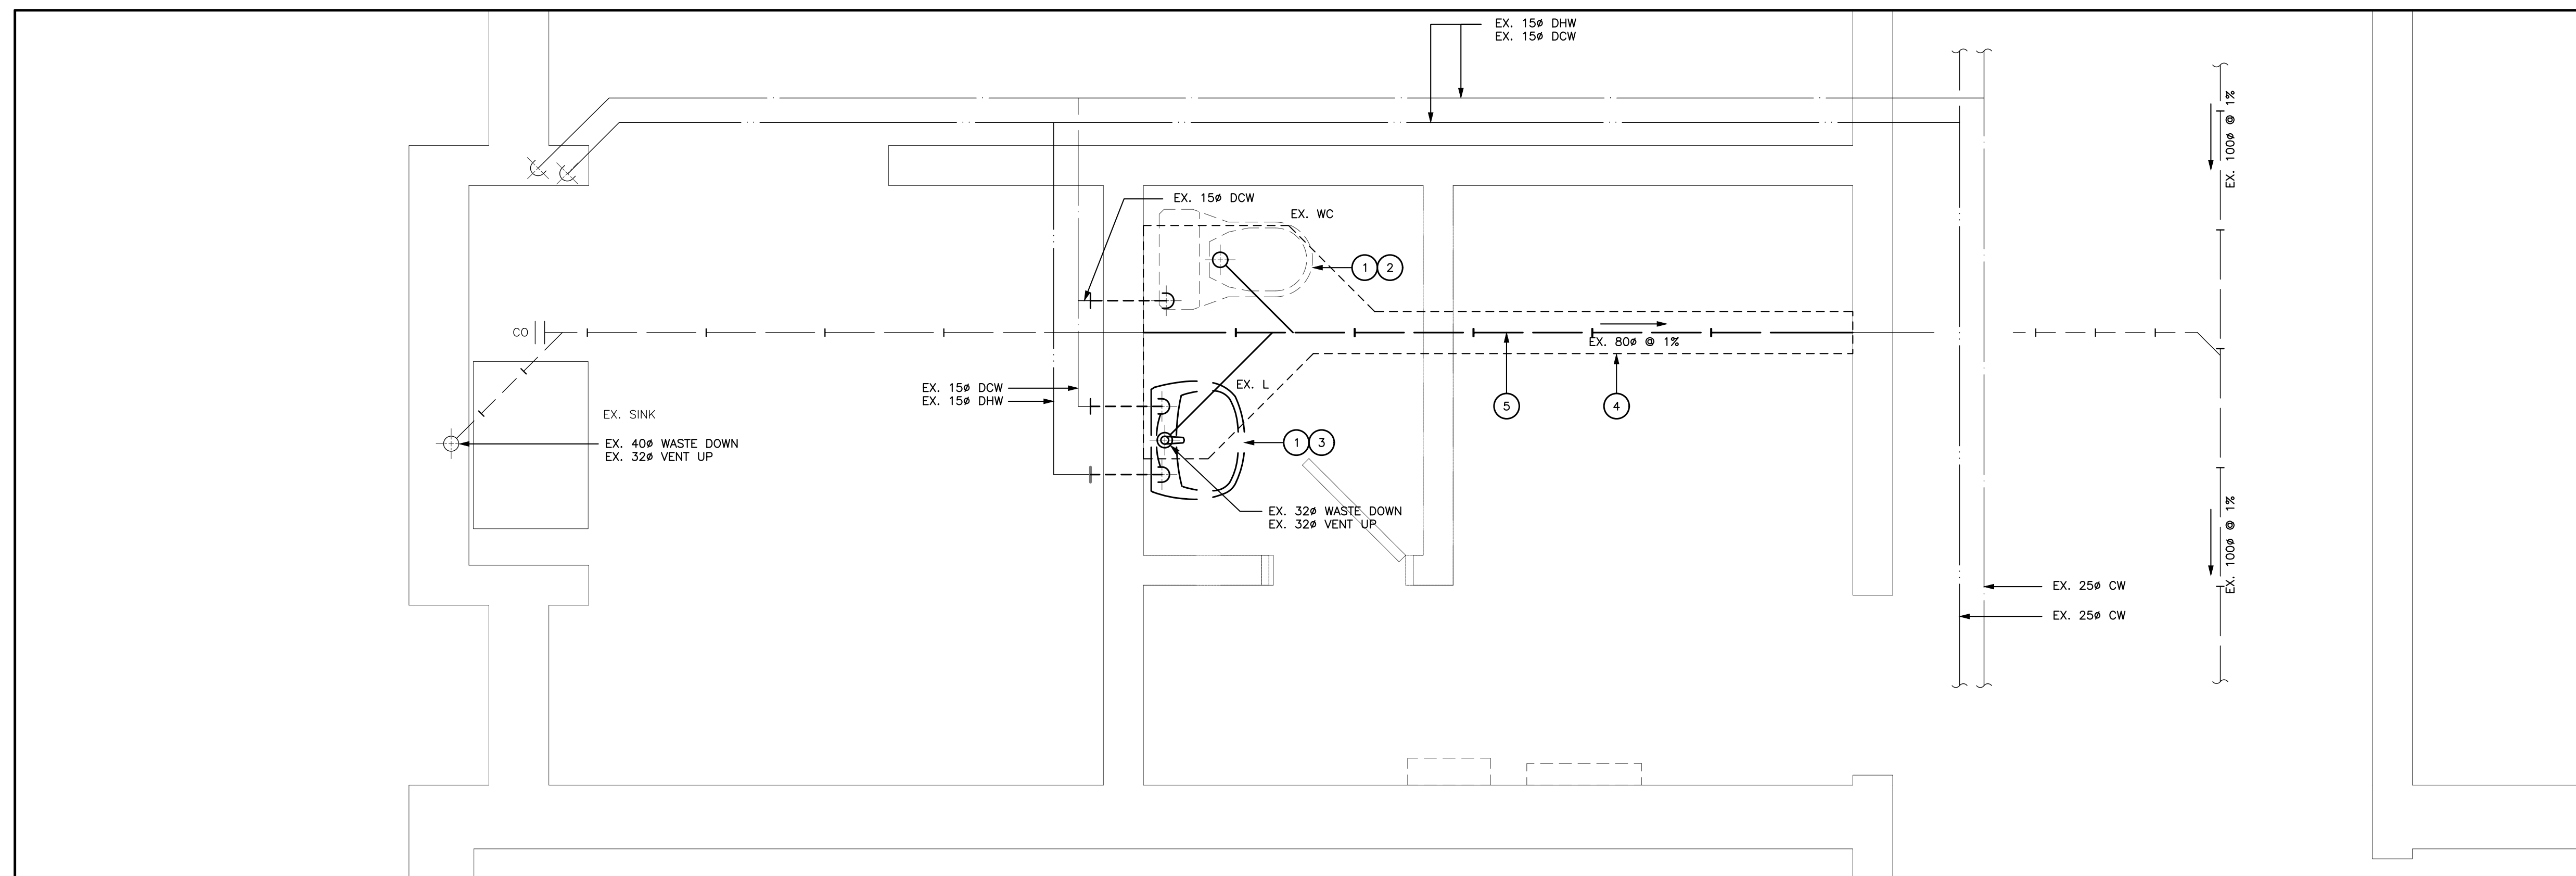 EX. 15ø DHW
EX. 15ø DCW
EX. 100ø @ 1%
EX. 15ø DCW
EX. WC
1 2
CO
EX. 80ø @ 1%
EX. 15ø DCW
EX. 15ø DHW
EX. L
5
4
EX. SINK
EX. 40ø WASTE DOWN
EX. 32ø VENT UP
1 3
EX. 32ø WASTE DOWN
EX. 32ø VENT UP
EX. 100ø @ 1%
EX. 25ø CW
EX. 25ø CW